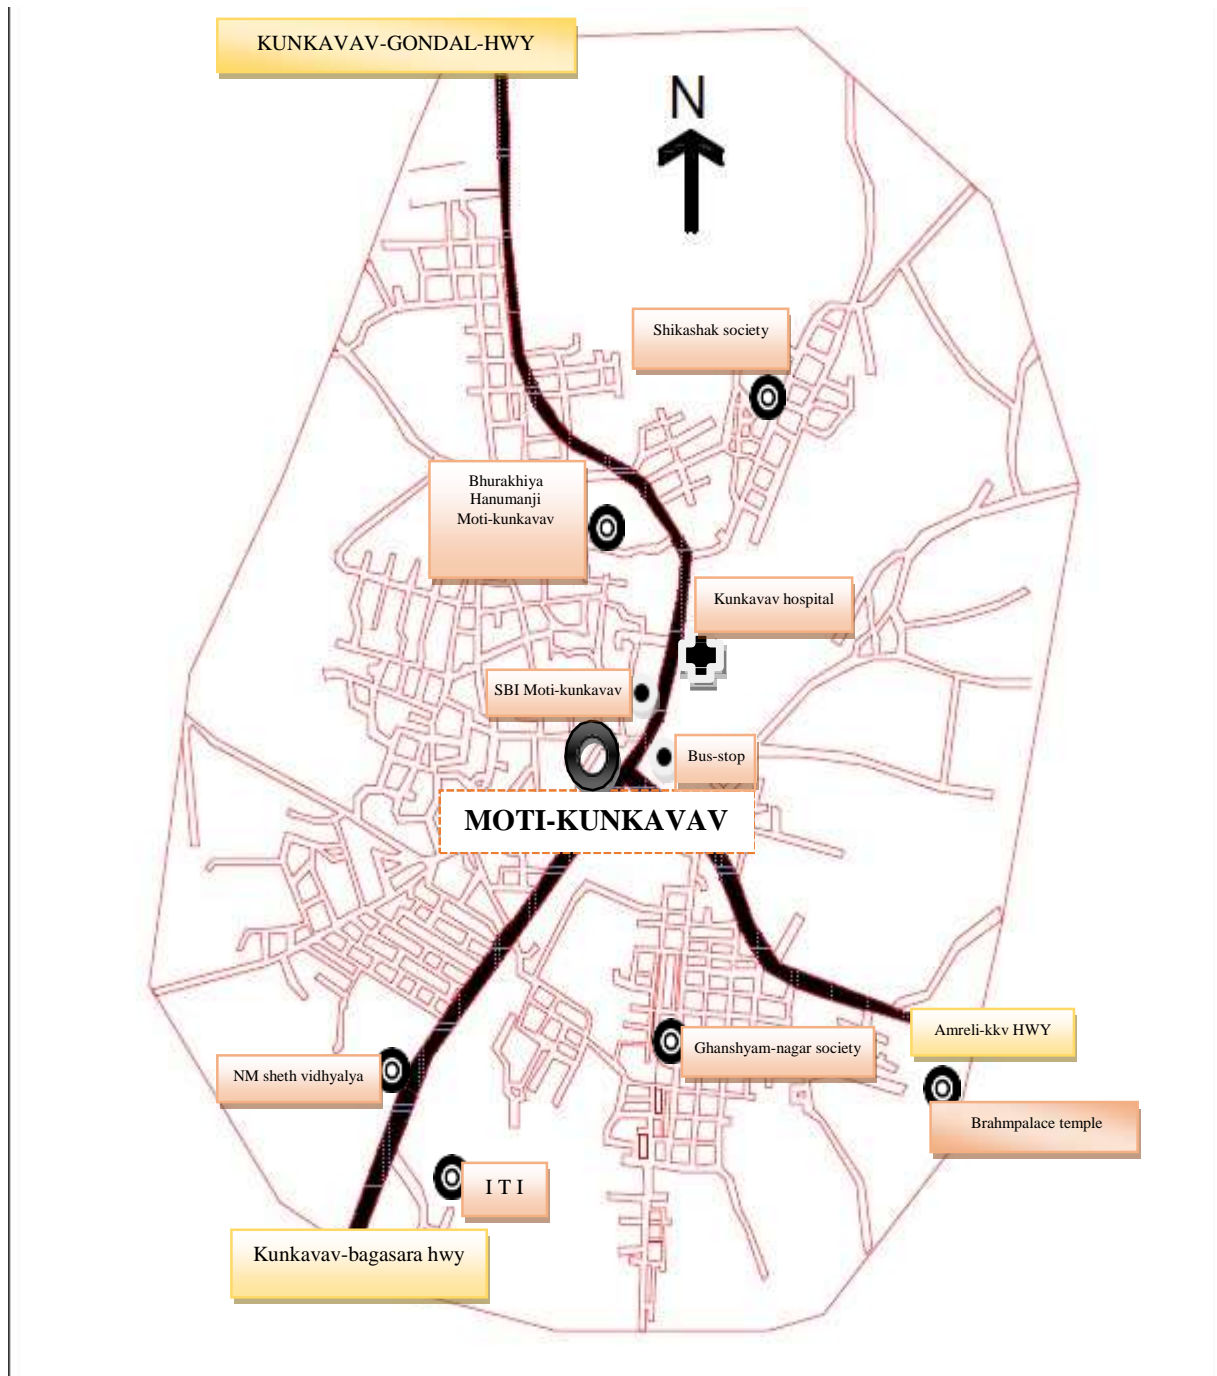 KUNKAVAV-GONDAL-HWY
N
Shikashak society
Bhurakhiya
Hanumanji
Moti-kunkavav
Kunkavav hospital
SBI Moti-kunkavav
Bus-stop
MOTI-KUNKAVAV
Amreli-kkv HWY
Ghanshyam-nagar society
NM sheth vidhyalya
Brahmpalace temple
I T I
Kunkavav-bagasara hwy